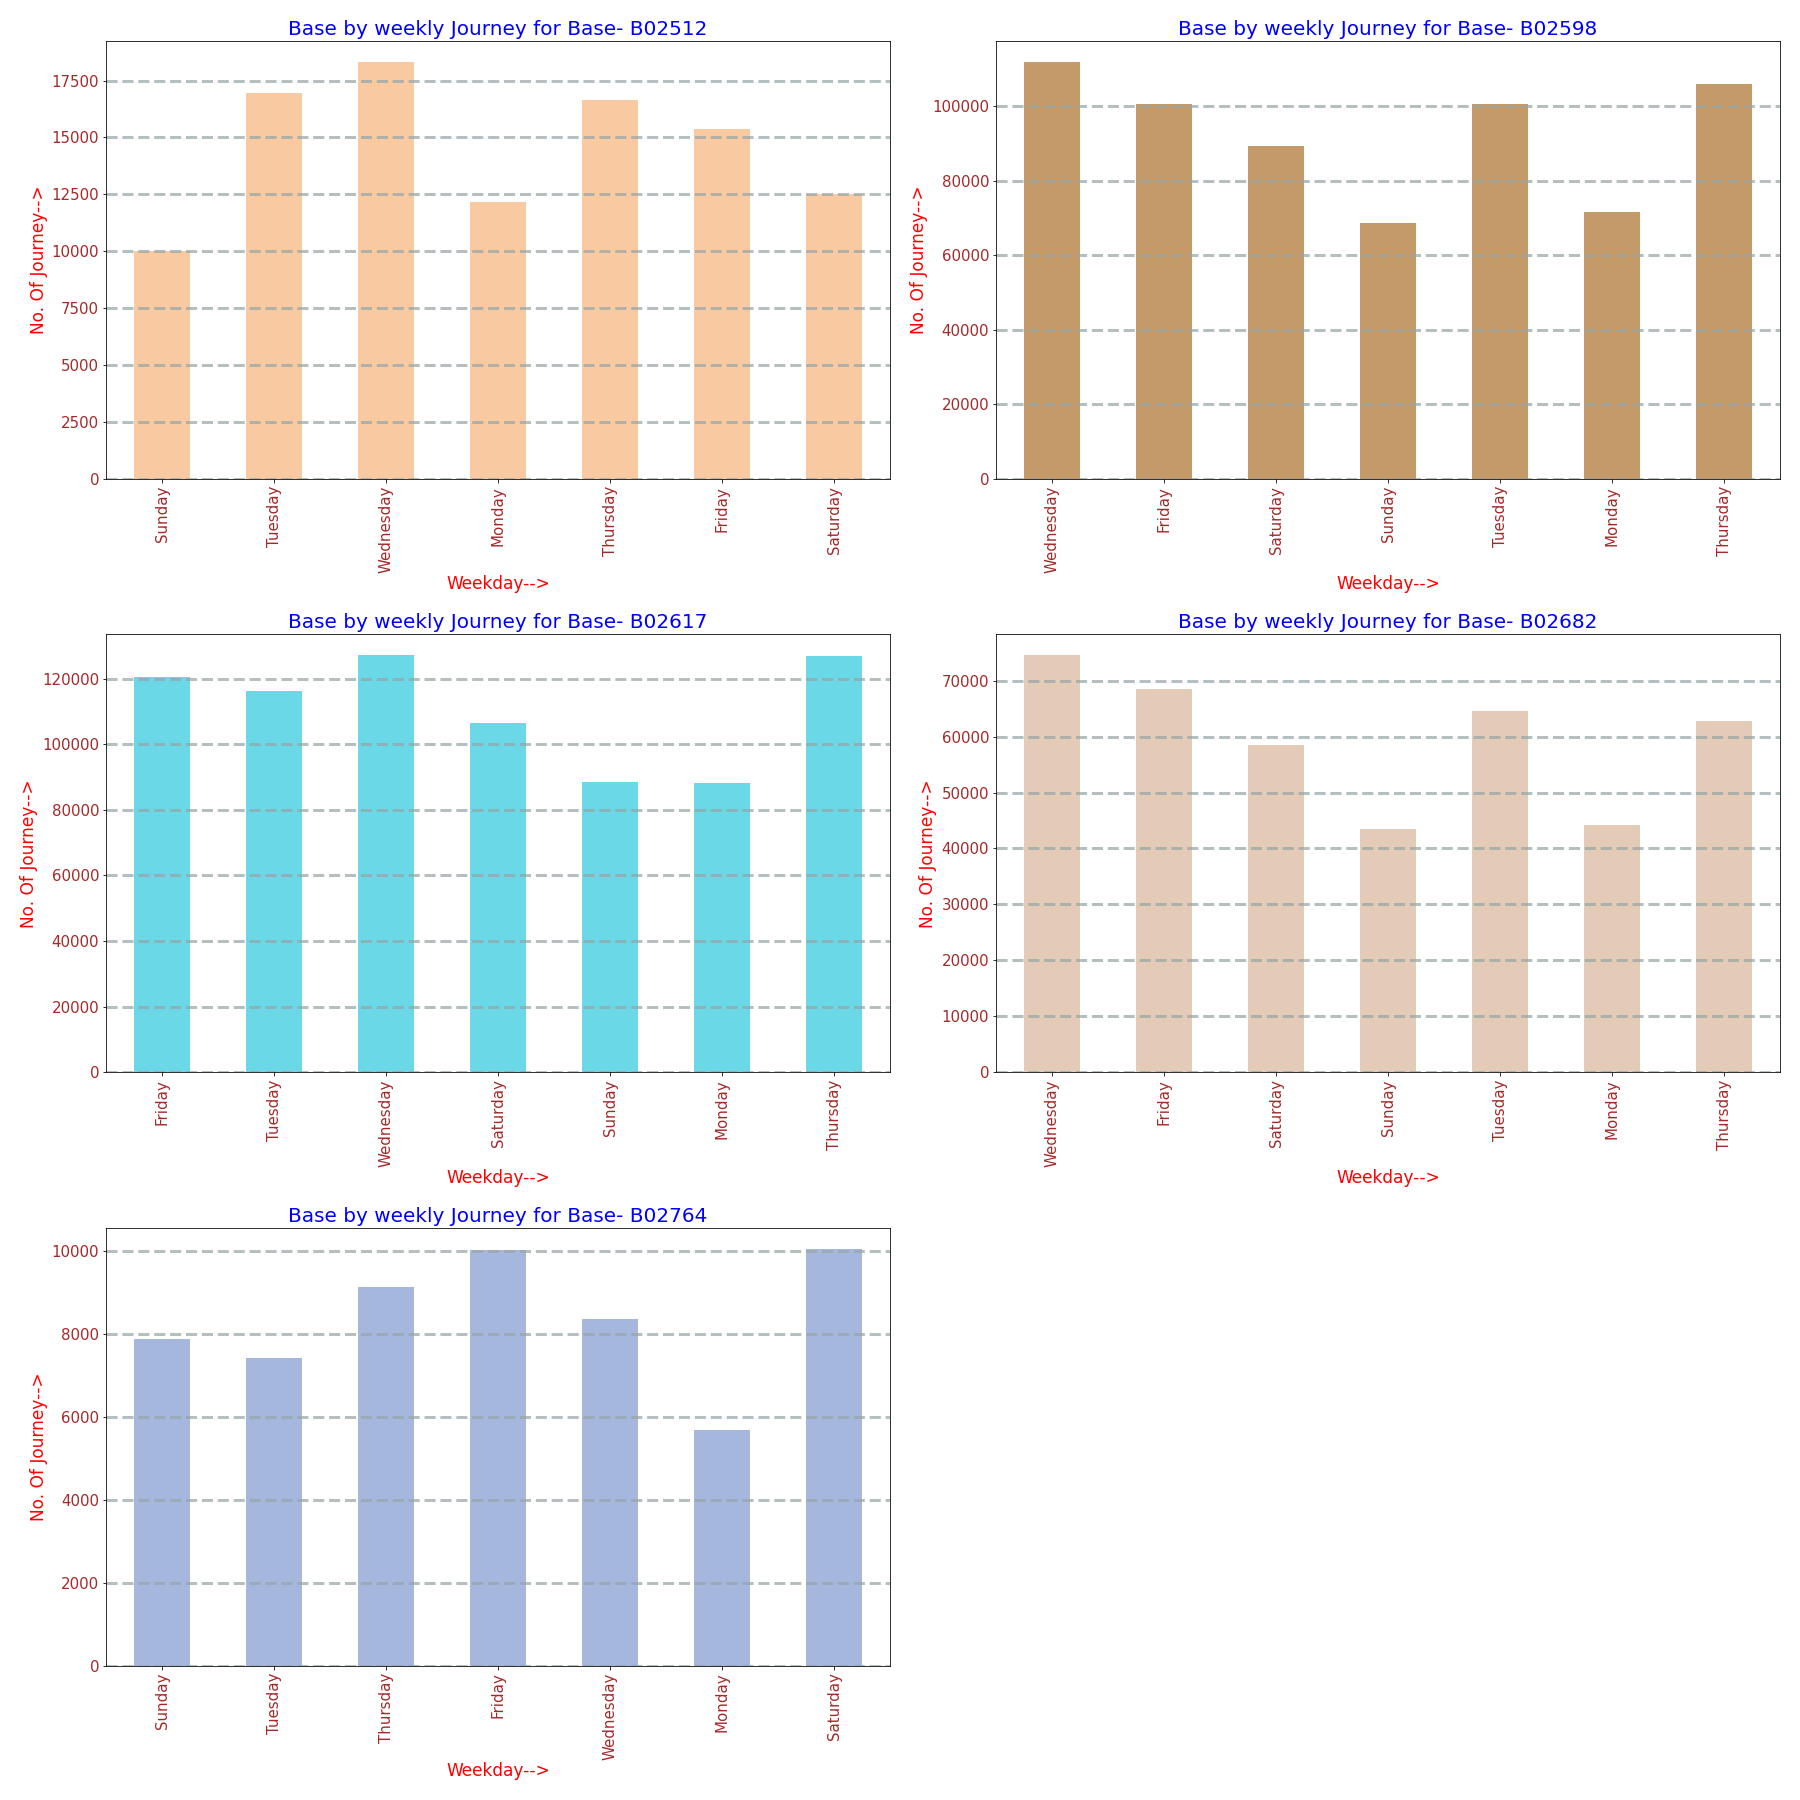 Base by weekly Journey for Base- B02512
No. Of Journey-->
17500
15000
12500
10000
7500
5000
2500
0
Sunday
Tuesday
Wednesday
Monday
Thursday
Friday
Saturday
Weekday-->
Base by weekly Journey for Base- B02598
No. Of Journey-->
100000
80000
60000
40000
20000
0
Wednesday
Friday
Saturday
Sunday
Tuesday
Monday
Thursday
Weekday-->
Base by weekly Journey for Base- B02617
No. Of Journey-->
120000
100000
80000
60000
40000
20000
0
Friday
Tuesday
Wednesday
Saturday
Sunday
Monday
Thursday
Weekday-->
Base by weekly Journey for Base- B02682
No. Of Journey-->
70000
60000
50000
40000
30000
20000
10000
0
Wednesday
Friday
Saturday
Sunday
Tuesday
Monday
Thursday
Weekday-->
Base by weekly Journey for Base- B02764
No. Of Journey-->
10000
8000
6000
4000
2000
0
Sunday
Tuesday
Thursday
Friday
Wednesday
Monday
Saturday
Weekday-->